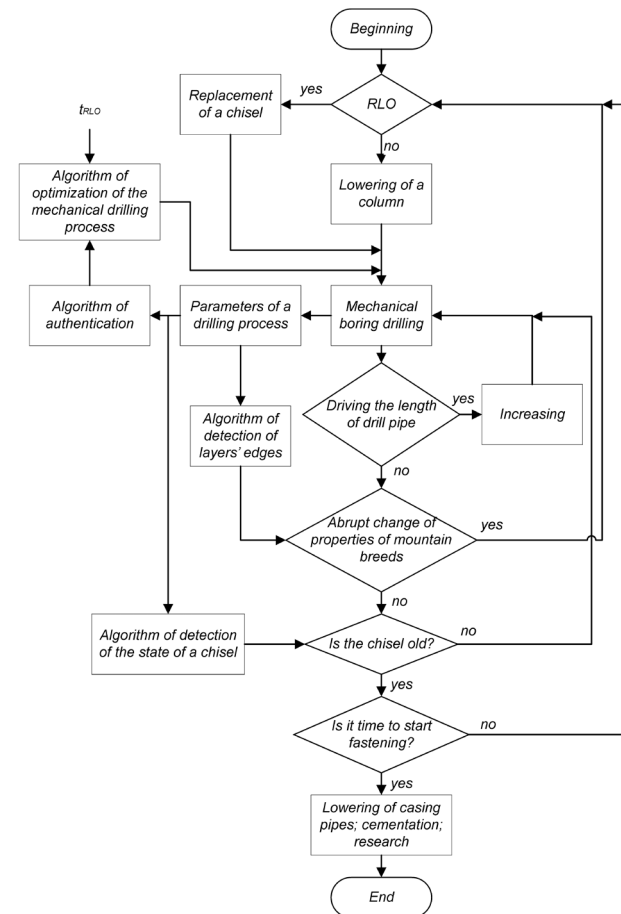 Beginning
yes
RLO
Replacement
of a chisel
tRLO
no
Algorithm of
optimization of the
mechanical drilling
process
Lowering of a
column
Algorithm of
authentication
Parameters of a
drilling process
Mechanical
boring drilling
yes
Driving the length
of drill pipe
Increasing
Algorithm of
detection of
layers' edges
no
Abrupt change of
properties of mountain
breeds
yes
no
Algorithm of detection
of the state of a chisel
Is the chisel old?
no
yes
Is it time to start
fastening?
no
yes
Lowering of casing
pipes; cementation;
research
End